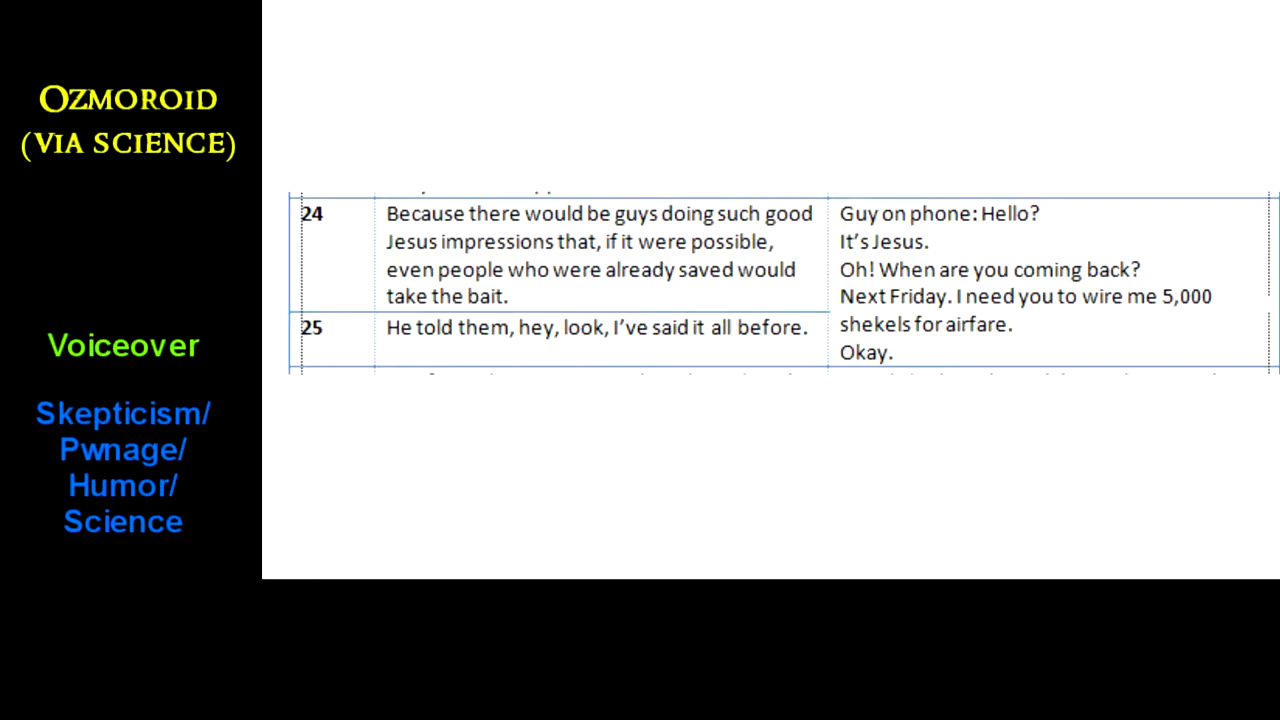 OZMOROID
(VIA SCIENCE)
Voiceover
Skepticism/
Pwnage/
Humor/
Science
24
Because there would be guys doing such good
Jesus impressions that, if it were possible,
even people who were already saved would
take the bait.
25
He told them, hey, look, I've said it all before.
Guy on phone: Hello?
It's Jesus.
Oh! When are you coming back?
Next Friday. I need you to wire me 5,000
shekels for airfare.
Okay.